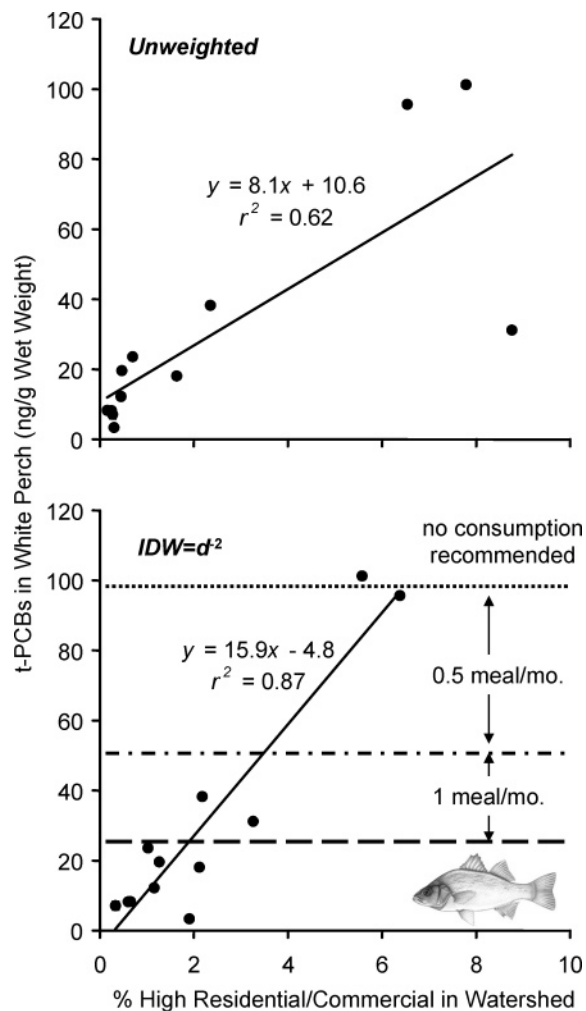 120
Unweighted
100
80
y = 8.1x + 10.6
r² = 0.62
60
40
20
0
t-PCBs in White Perch (ng/g Wet Weight)
120
IDW=d⁻²
no consumption
recommended
100
80
y = 15.9x - 4.8
r² = 0.87
0.5 meal/mo.
60
40
1 meal/mo.
20
0
0 2 4 6 8 10
% High Residential/Commercial in Watershed